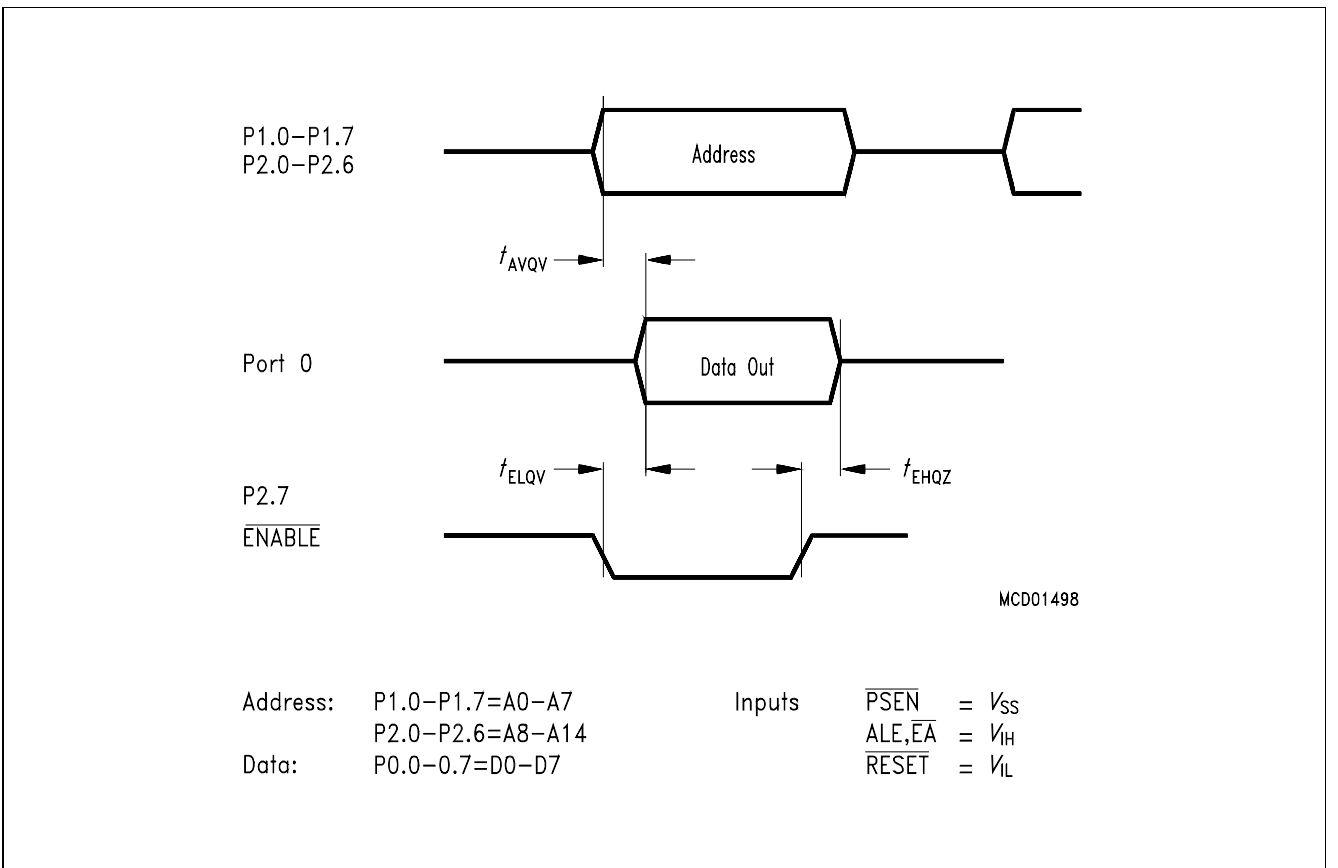 P1.0–P1.7
P2.0–P2.6
Address
tAVQV
Port 0
Data Out
tELQV
tEHQZ
P2.7
ENABLE
MCD01498
Address: P1.0–P1.7=A0–A7
P2.0–P2.6=A8–A14
Data: P0.0–0.7=D0–D7
Inputs PSEN = VSS
ALE,EA = VIH
RESET = VIL